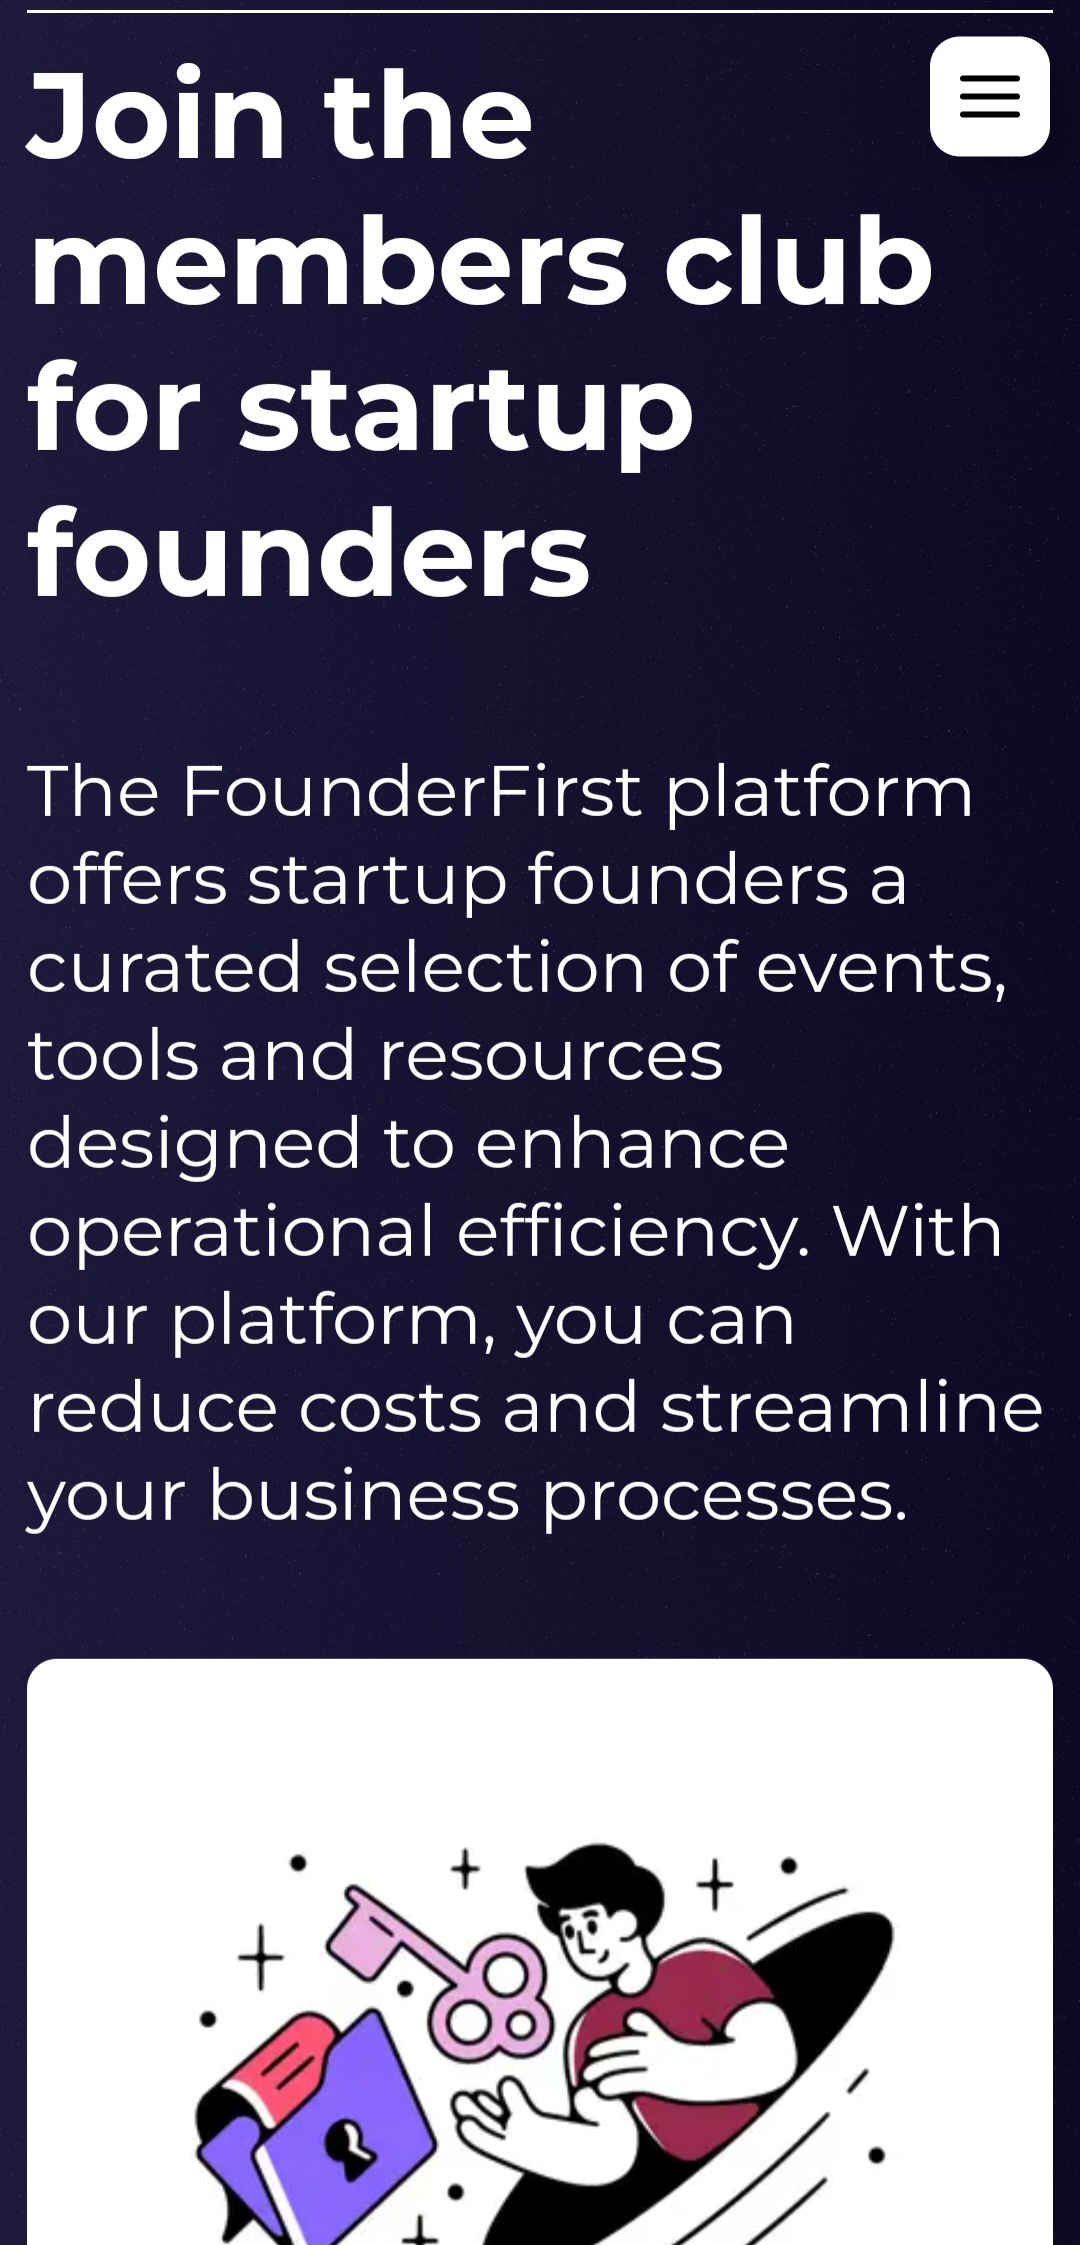 Join the
members club
for startup
founders
The FounderFirst platform
offers startup founders a
curated selection of events,
tools and resources
designed to enhance
operational efficiency. With
our platform, you can
reduce costs and streamline
your business processes.